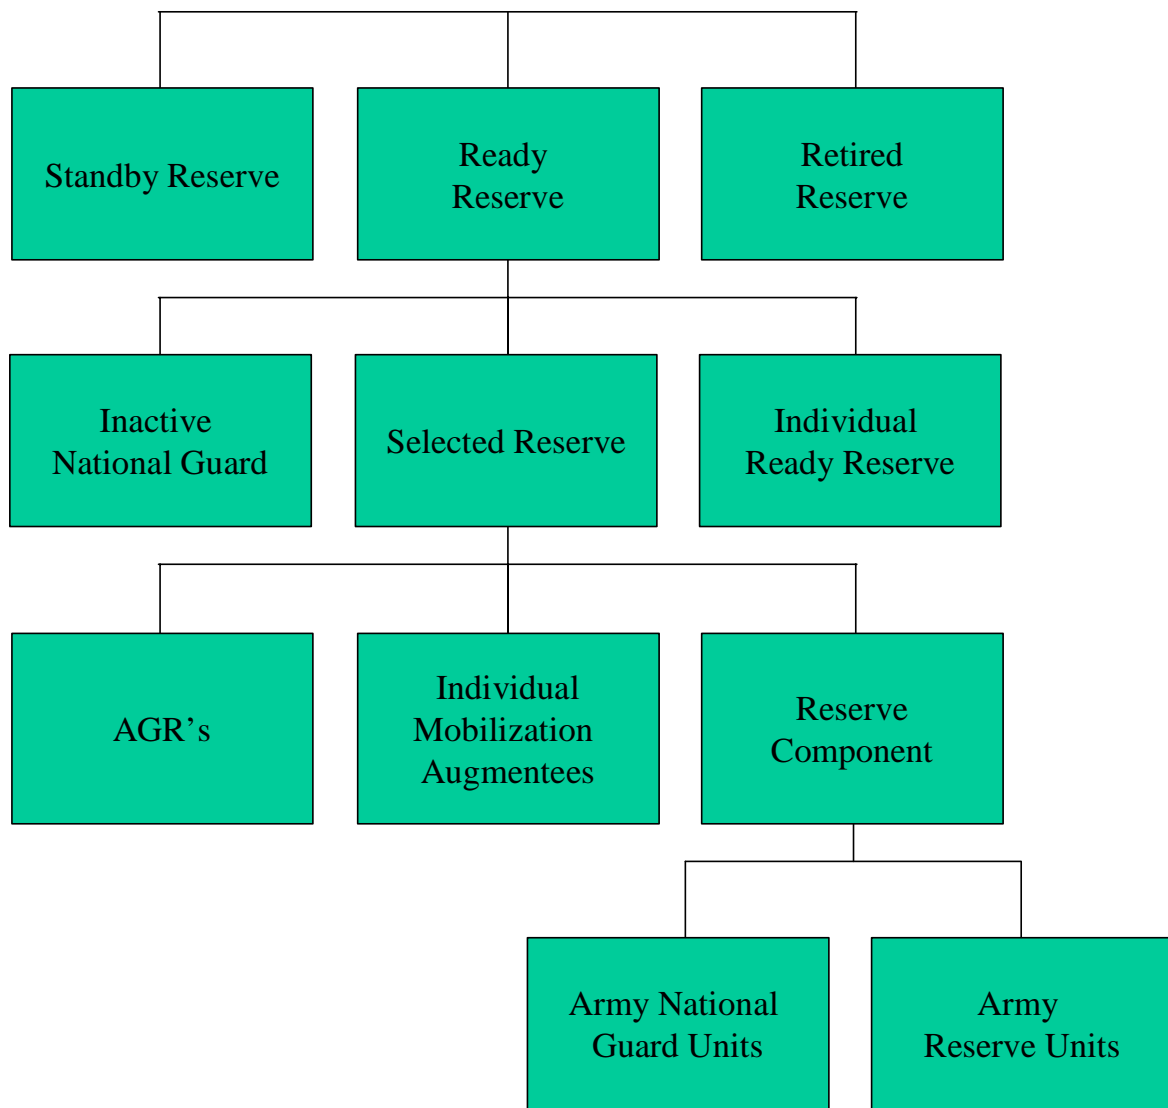 Standby Reserve
Ready
Reserve
Retired
Reserve
Inactive
National Guard
Selected Reserve
Individual
Ready Reserve
AGR’s
Individual
Mobilization
Augmentees
Reserve
Component
Army National
Guard Units
Army
Reserve Units